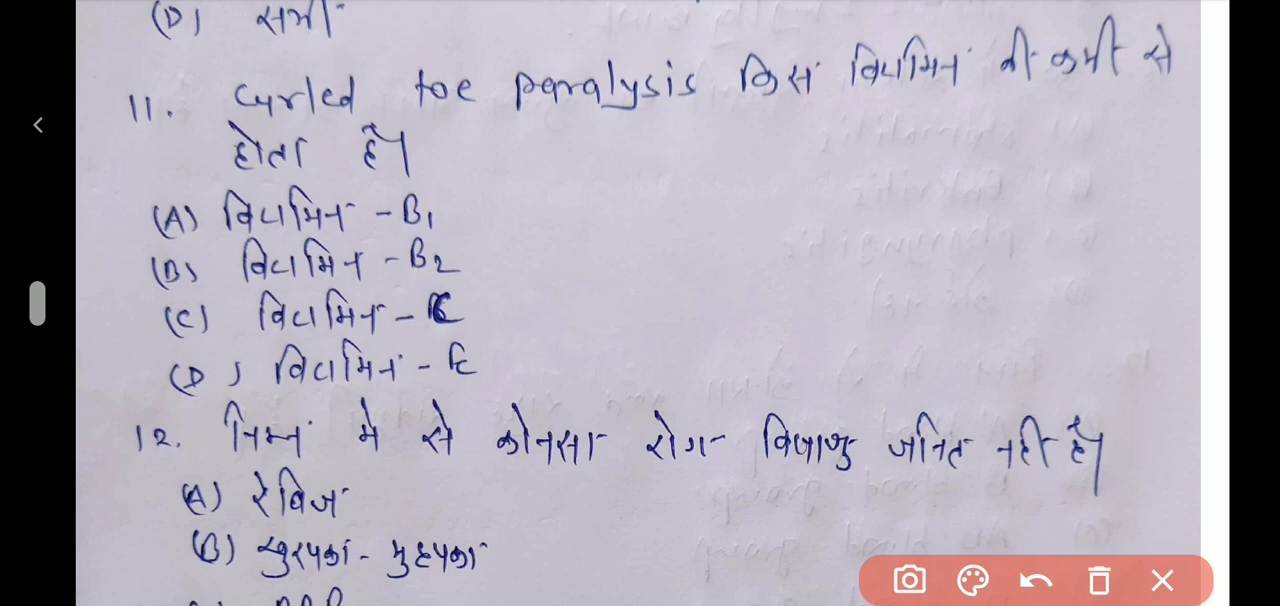 (D) सभी
11. Curled toe paralysis किस विटामिन की कमी से
होता है।
(A) विटामिन - B1
(B) विटामिन - B2
(C) विटामिन - K
(D) विटामिन - E
12. निम्न में से कोनसा रोग विषाणु जनित नही है।
(A) रेबिज
(B) खुरपका - मुहपका